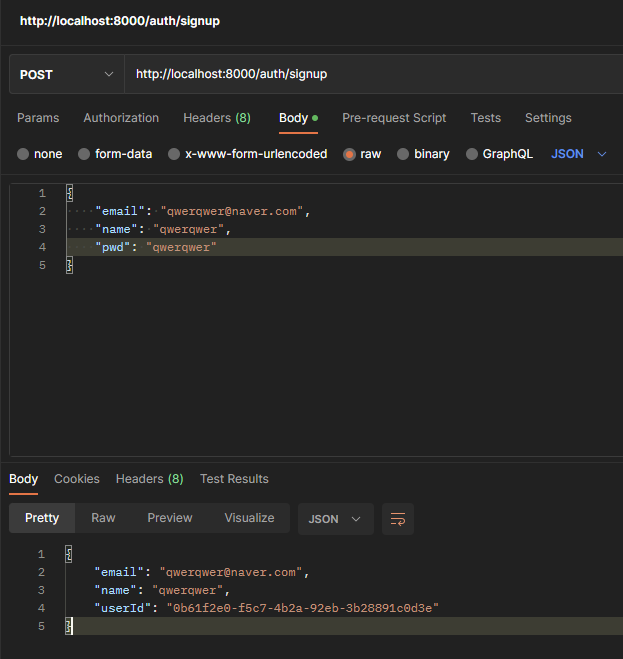 http://localhost:8000/auth/signup
POST http://localhost:8000/auth/signup
Params Authorization Headers (8) Body Pre-request Script Tests Settings
none form-data x-www-form-urlencoded raw binary GraphQL JSON
1 {
2 "email": "qwerqwer@naver.com",
3 "name": "qwerqwer",
4 "pwd": "qwerqwer"
5 }
Body Cookies Headers (8) Test Results
Pretty Raw Preview Visualize JSON
1 {
2 "email": "qwerqwer@naver.com",
3 "name": "qwerqwer",
4 "userId": "0b61f2e0-f5c7-4b2a-92eb-3b28891c0d3e"
5 }